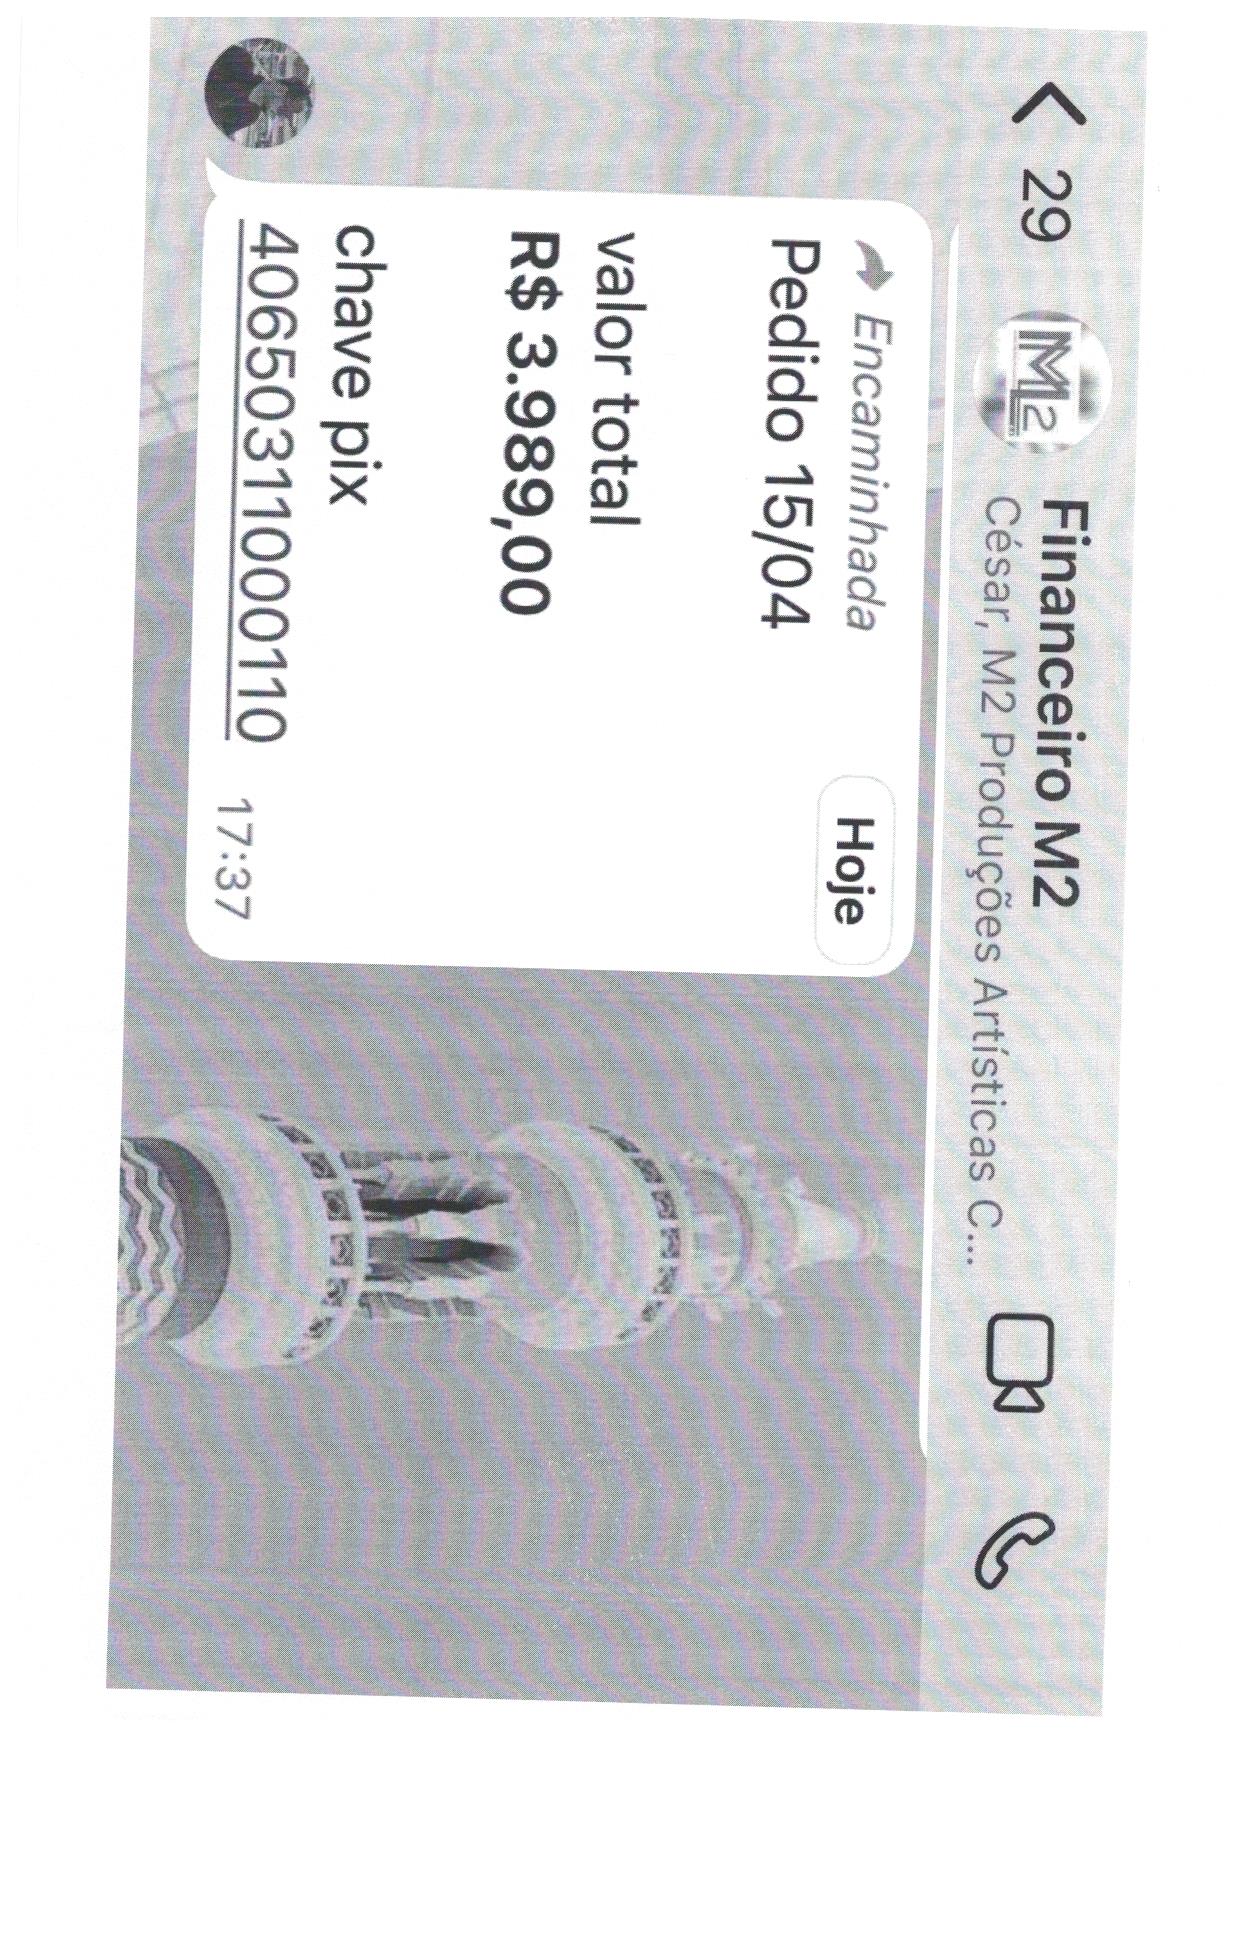 29
M2
Financeiro M2
César, M2 Produções Artísticas C...
Hoje
Encaminhada
Pedido 15/04
valor total
R$ 3.989,00
chave pix
40650311000110
17:37